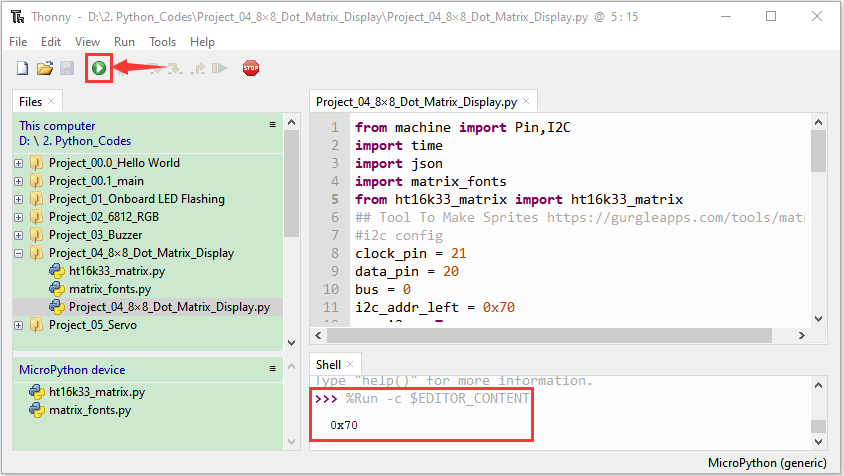 Thonny - D:\2. Python_Codes\Project_04_8×8_Dot_Matrix_Display\Project_04_8×8_Dot_Matrix_Display.py @ 5 : 15
File Edit View Run Tools Help
STOP
Files
This computer
D: \ 2. Python_Codes
Project_00.0_Hello World
Project_00.1_main
Project_01_Onboard LED Flashing
Project_02_6812_RGB
Project_03_Buzzer
Project_04_8×8_Dot_Matrix_Display
ht16k33_matrix.py
matrix_fonts.py
Project_04_8×8_Dot_Matrix_Display.py
Project_05_Servo
MicroPython device
ht16k33_matrix.py
matrix_fonts.py
Project_04_8×8_Dot_Matrix_Display.py
1 from machine import Pin,I2C
2 import time
3 import json
4 import matrix_fonts
5 from ht16k33_matrix import ht16k33_matrix
6 ## Tool To Make Sprites https://gurgleapps.com/tools/mat
7 #i2c config
8 clock_pin = 21
9 data_pin = 20
10 bus = 0
11 i2c_addr_left = 0x70
Shell
Type "help()" for more information.
>>> %Run -c $EDITOR_CONTENT
0x70
MicroPython (generic)